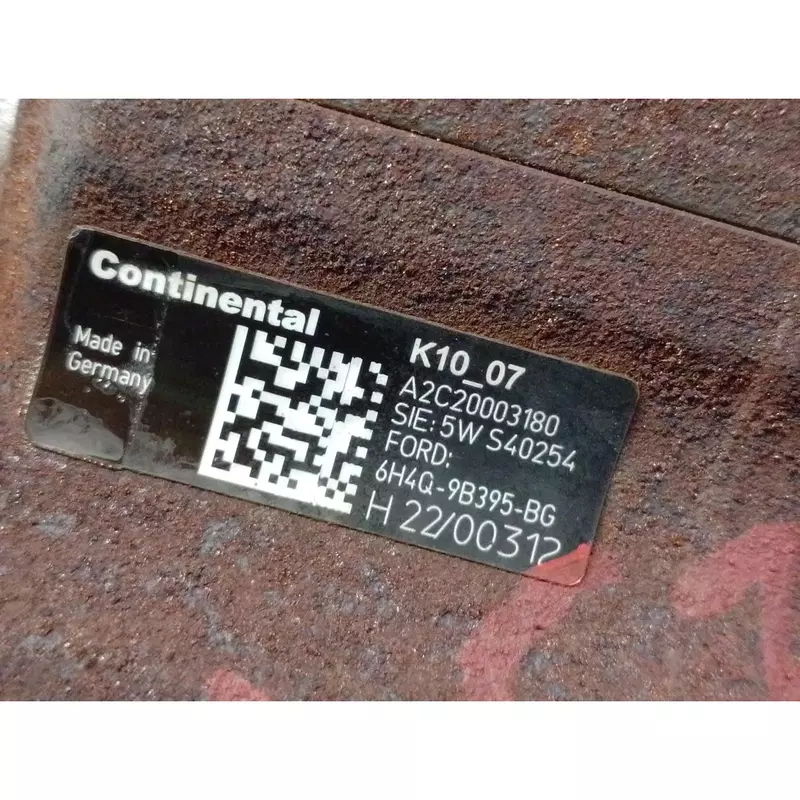 Continental
Made in
Germany
K10_07
A2C20003180
SIE: 5W S40254
FORD:
6H4Q-9B395-BG
H 22/00312